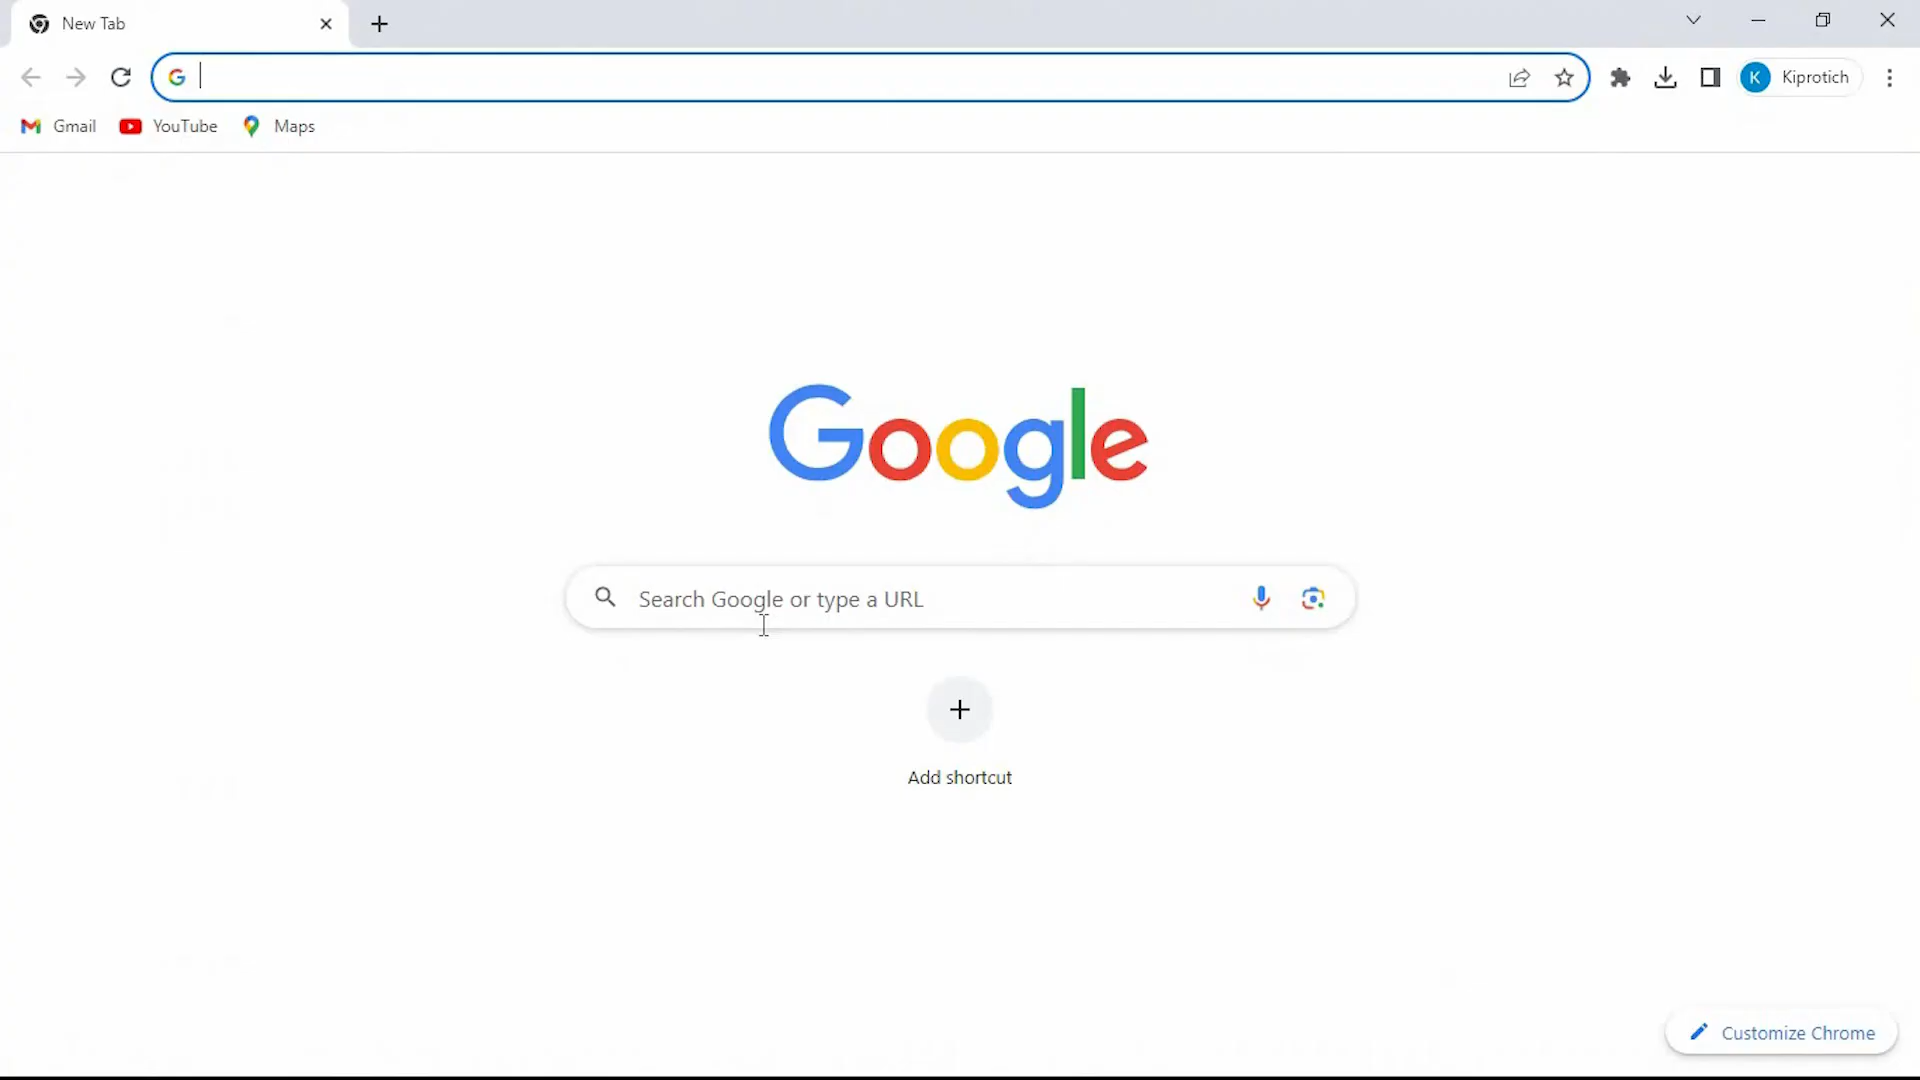 New Tab
K Kiprotich
Gmail YouTube Maps
Google
Search Google or type a URL
Add shortcut
Customize Chrome